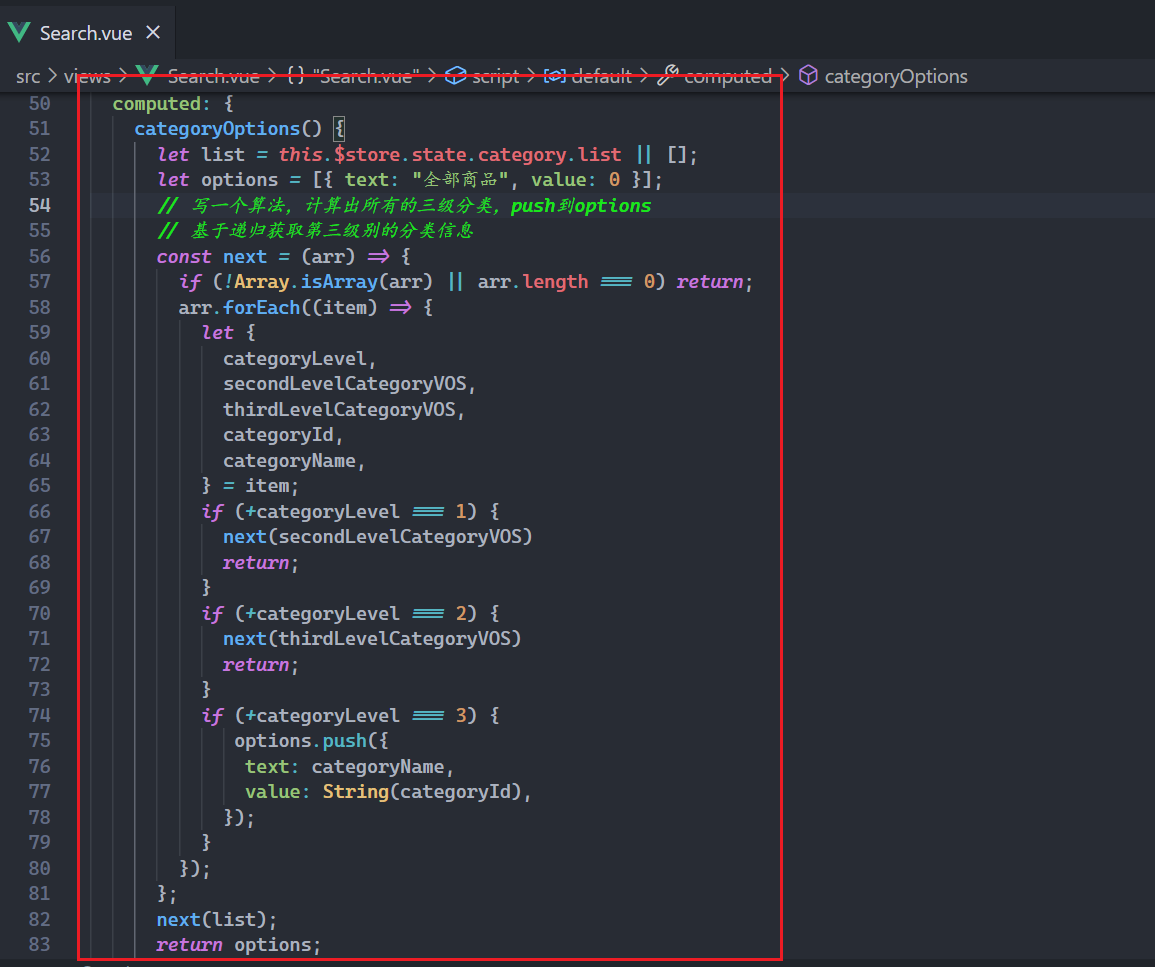 Search.vue
src > views > Search.vue > {} "Search.vue" > script > default > computed > categoryOptions
50 computed: {
51 categoryOptions() {
52 let list = this.$store.state.category.list || [];
53 let options = [{ text: "全部商品", value: 0 }];
54 // 写一个算法，计算出所有的三级分类，push到options
55 // 基于递归获取第三级别的分类信息
56 const next = (arr) => {
57 if (!Array.isArray(arr) || arr.length === 0) return;
58 arr.forEach((item) => {
59 let {
60 categoryLevel,
61 secondLevelCategoryVOS,
62 thirdLevelCategoryVOS,
63 categoryId,
64 categoryName,
65 } = item;
66 if (+categoryLevel === 1) {
67 next(secondLevelCategoryVOS)
68 return;
69 }
70 if (+categoryLevel === 2) {
71 next(thirdLevelCategoryVOS)
72 return;
73 }
74 if (+categoryLevel === 3) {
75 options.push({
76 text: categoryName,
77 value: String(categoryId),
78 });
79 }
80 });
81 };
82 next(list);
83 return options;